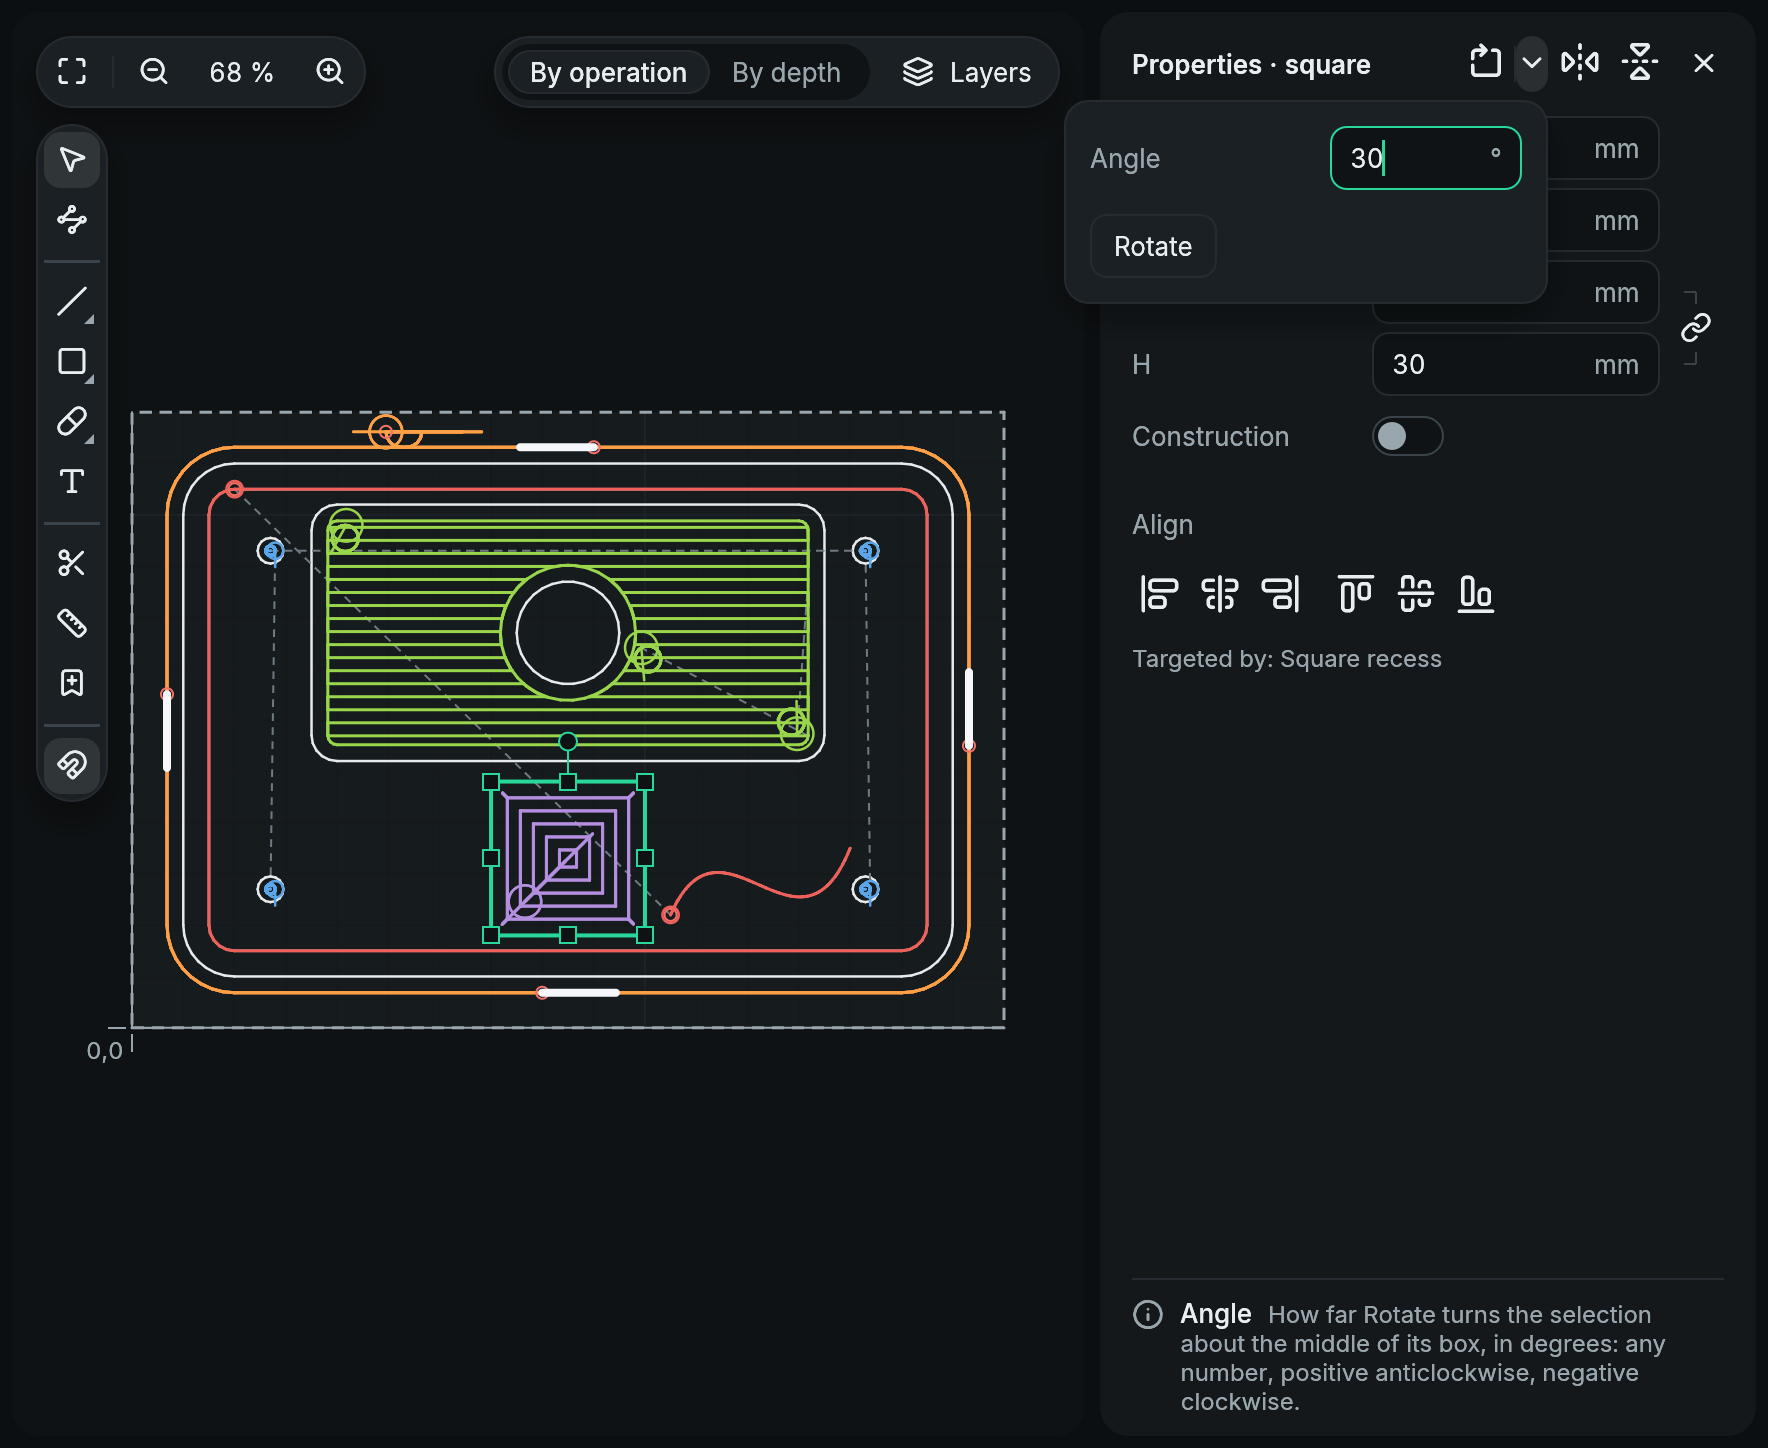 68 %
By operation
By depth
Layers
Properties · square
Angle
30
°
Rotate
mm
mm
mm
H
30
mm
Construction
Align
Targeted by: Square recess
0,0
Angle How far Rotate turns the selection
about the middle of its box, in degrees: any
number, positive anticlockwise, negative
clockwise.